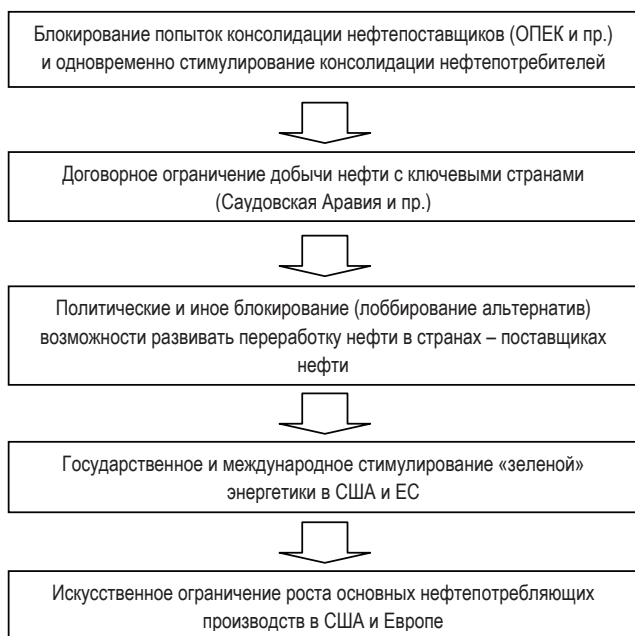 Блокирование попыток консолидации нефтепоставщиков (ОПЕК и пр.)
и одновременно стимулирование консолидации нефтепотребителей
Договорное ограничение добычи нефти с ключевыми странами
(Саудовская Аравия и пр.)
Политические и иное блокирование (лоббирование альтернатив)
возможности развивать переработку нефти в странах – поставщиках
нефти
Государственное и международное стимулирование «зеленой»
энергетики в США и ЕС
Искусственное ограничение роста основных нефтепотребляющих
производств в США и Европе